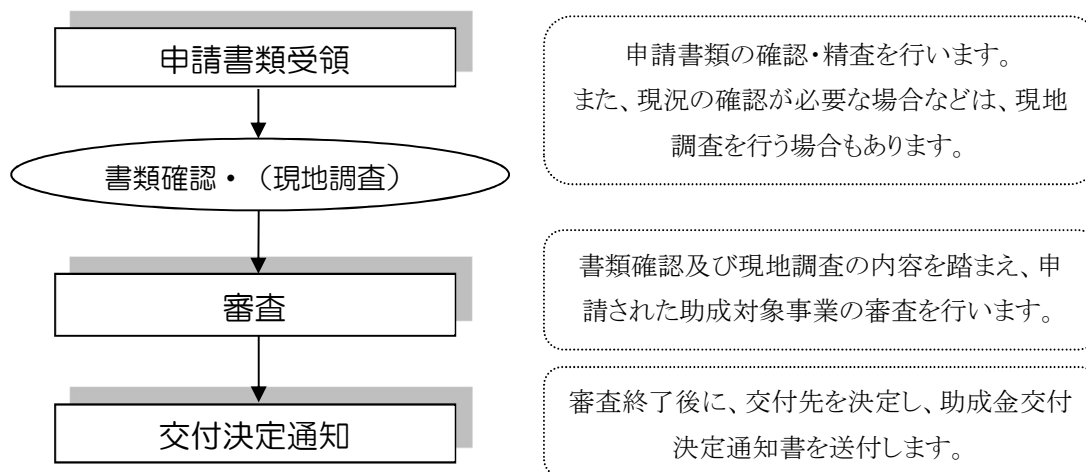 申請書類受領
申請書類の確認・精査を行います。
また、現況の確認が必要な場合などは、現地
調査を行う場合もあります。
書類確認・（現地調査）
審査
書類確認及び現地調査の内容を踏まえ、申
請された助成対象事業の審査を行います。
交付決定通知
審査終了後に、交付先を決定し、助成金交付
決定通知書を送付します。